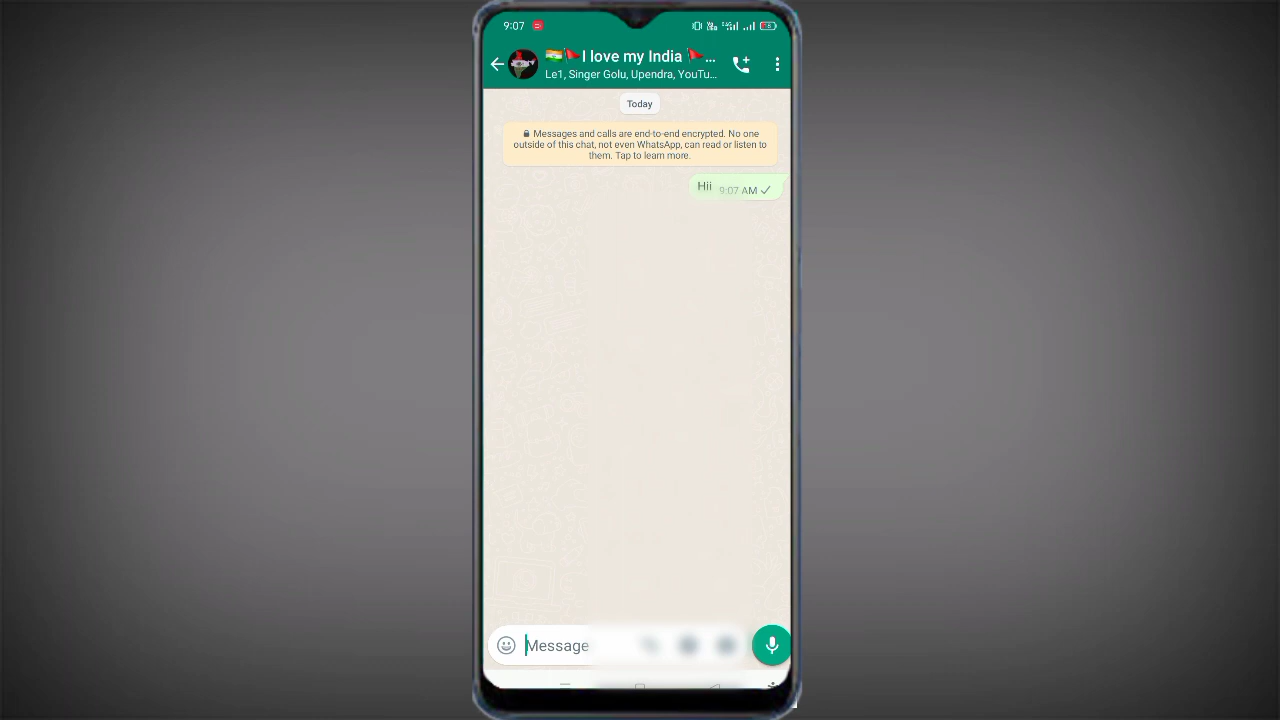 9:07
I love my India ...
Le1, Singer Golu, Upendra, YouTu...
Today
Messages and calls are end-to-end encrypted. No one
outside of this chat, not even WhatsApp, can read or listen to
them. Tap to learn more.
Hii 9:07 AM
Message